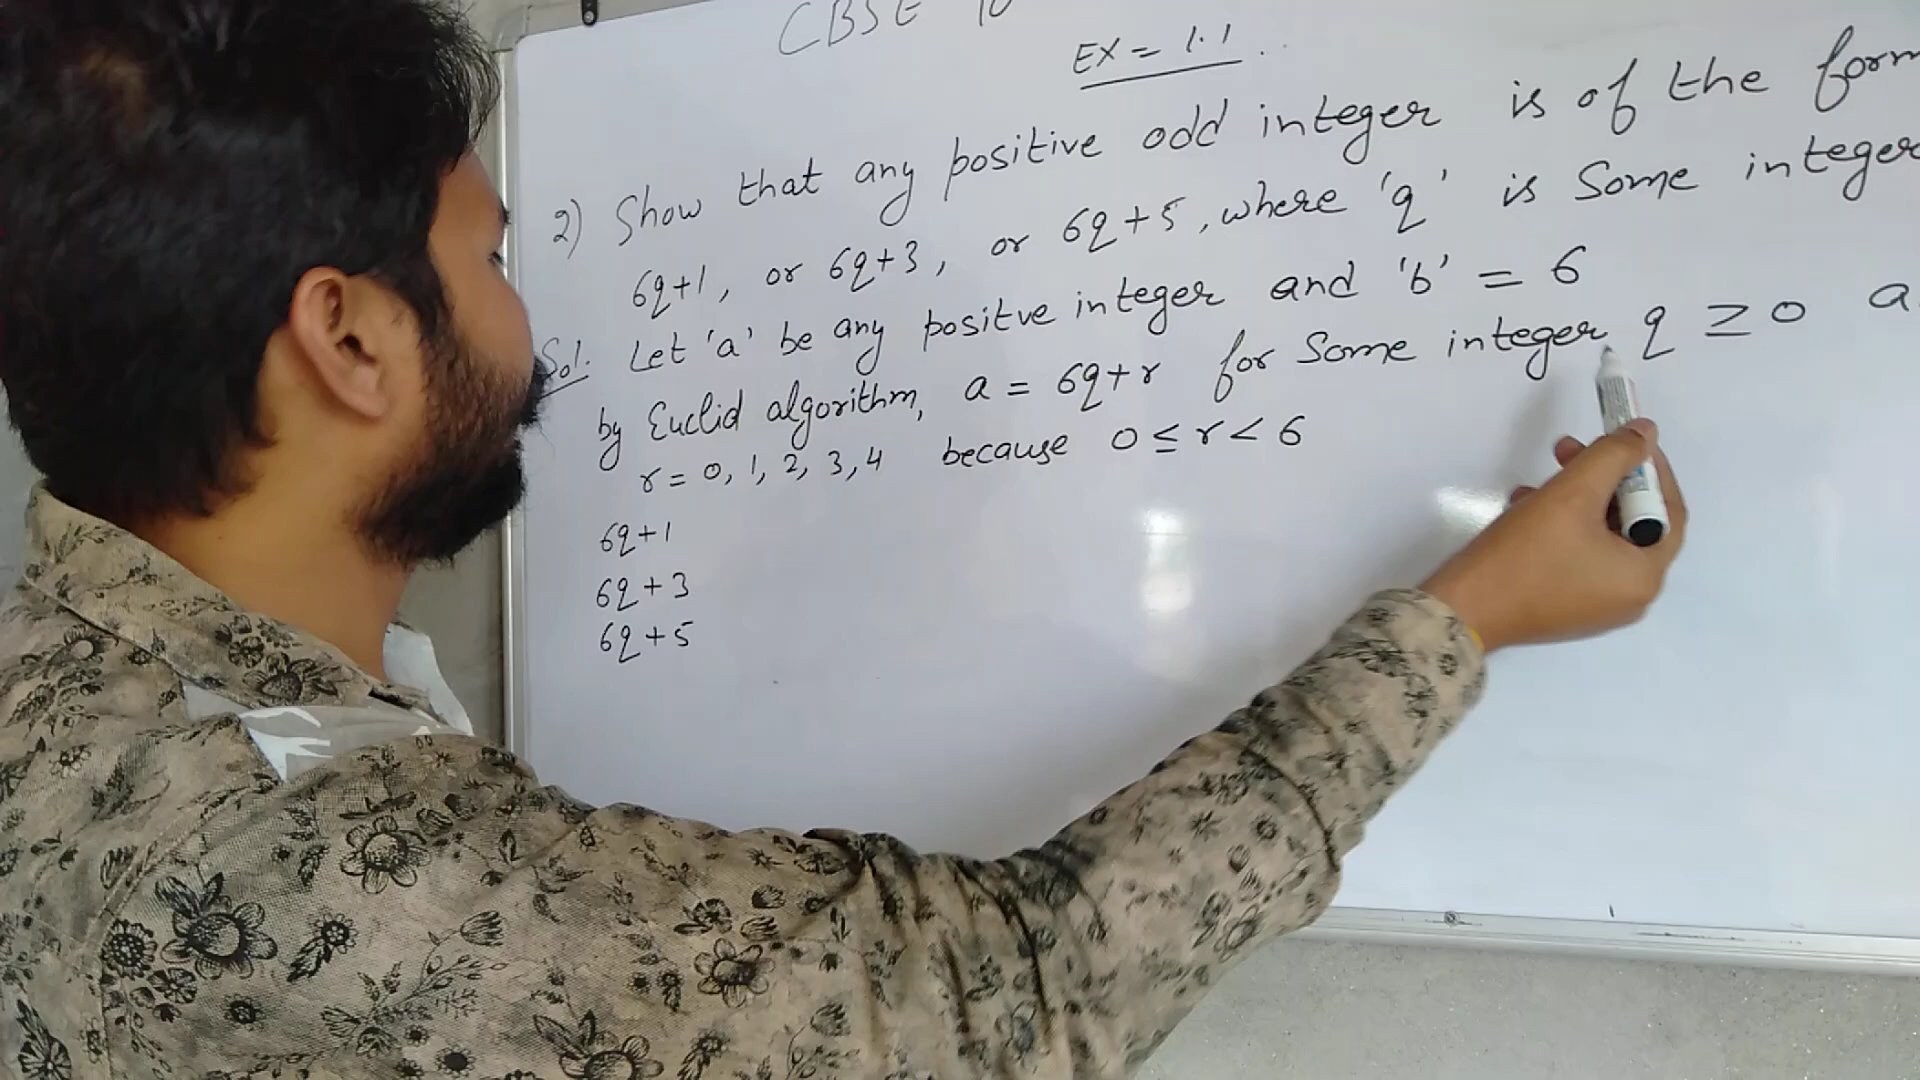 CBSE 10
EX = 1.1
2) Show that any positive odd integer is of the form
6q+1, or 6q+3, or 6q+5, where 'q' is Some integer
Sol. Let 'a' be any positve integer and 'b' = 6
by Euclid algorithm, a = 6q+r for Some integer q ≥ 0 a
r = 0, 1, 2, 3, 4 because 0 ≤ r < 6
6q+1
6q+3
6q+5